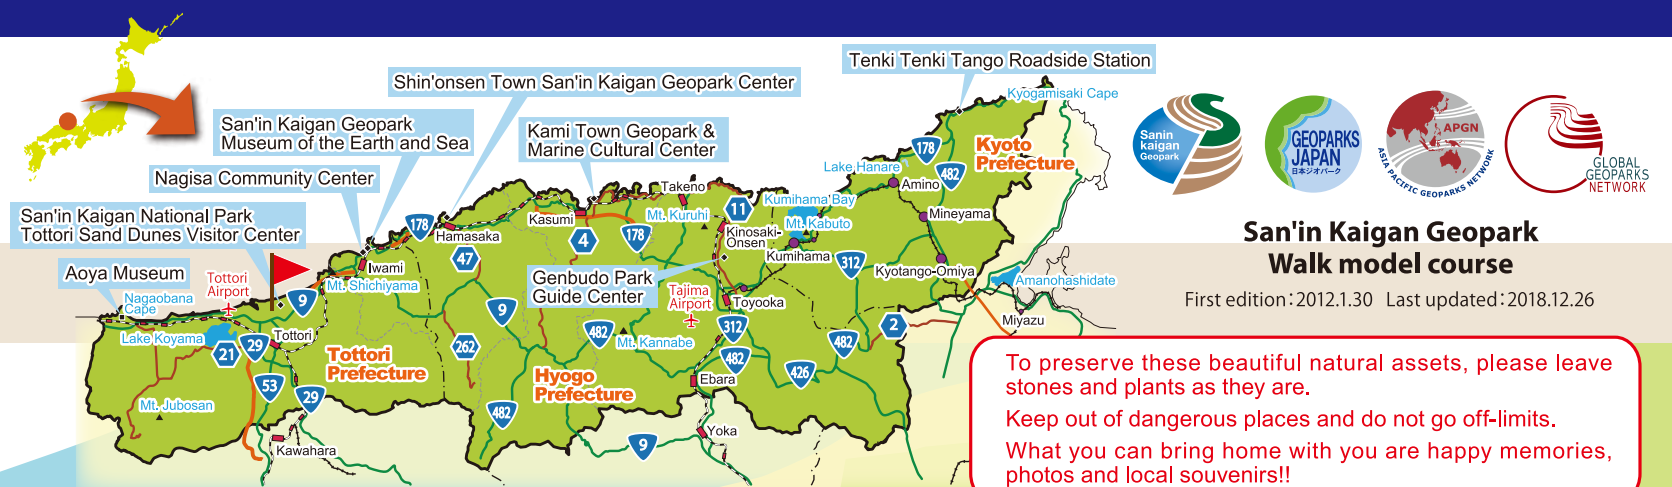 Tenki Tenki Tango Roadside Station
Shin'onsen Town San'in Kaigan Geopark Center
San'in Kaigan Geopark
Museum of the Earth and Sea
Kami Town Geopark &
Marine Cultural Center
Nagisa Community Center
San'in Kaigan National Park
Tottori Sand Dunes Visitor Center
Aoya Museum
Genbudo Park
Guide Center
Kyogamisaki Cape
Kyoto
Prefecture
178
482
Lake Hanare
Amino
Mineyama
Kumihama Bay
Mt. Kabuto
Kumihama
312
Kyotango-Omiya
Amanohashidate
Miyazu
2
Takeno
Mt. Kuruhi
11
Kinosaki-
Onsen
Kasumi
4
178
178
Hamasaka
47
Iwami
Mt. Shichiyama
Tottori
Airport
9
Nagaobana
Cape
Lake Koyama
21
29
Tottori
Tottori
Prefecture
53
29
Mt. Jubosan
Kawahara
262
9
482
Mt. Kannabe
Tajima
Airport
Toyooka
312
482
482
426
Hyogo
Prefecture
482
Ebara
Yoka
9
Sanin
kaigan
Geopark
GEOPARKS
JAPAN
日本ジオパーク
APGN
ASIA PACIFIC GEOPARKS NETWORK
GLOBAL
GEOPARKS
NETWORK
San'in Kaigan Geopark
Walk model course
First edition：2012.1.30 Last updated：2018.12.26
To preserve these beautiful natural assets, please leave
stones and plants as they are.
Keep out of dangerous places and do not go off-limits.
What you can bring home with you are happy memories,
photos and local souvenirs!!